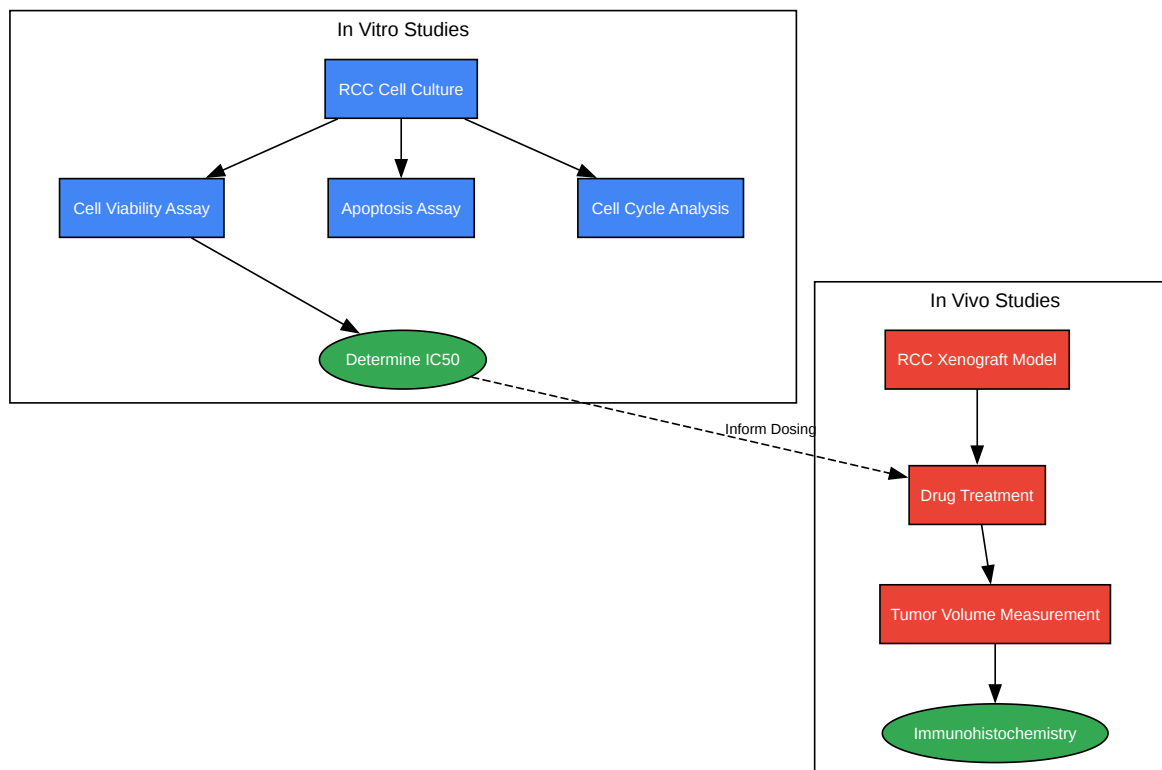 In Vitro Studies
RCC Cell Culture
Cell Viability Assay
Apoptosis Assay
Cell Cycle Analysis
Determine IC50
Inform Dosing
In Vivo Studies
RCC Xenograft Model
Drug Treatment
Tumor Volume Measurement
Immunohistochemistry